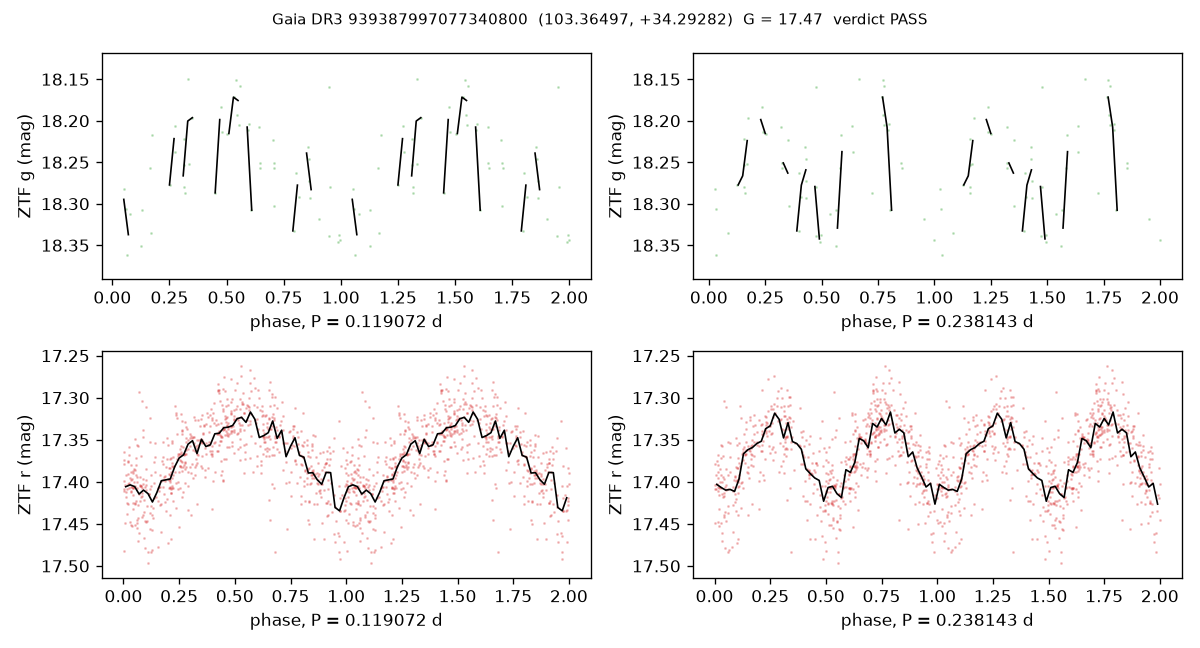 Gaia DR3 939387997077340800 (103.36497, +34.29282) G = 17.47 verdict PASS
ZTF g (mag)
18.15
18.20
18.25
18.30
18.35
0.00 0.25 0.50 0.75 1.00 1.25 1.50 1.75 2.00
phase, P = 0.119072 d
ZTF g (mag)
18.15
18.20
18.25
18.30
18.35
0.00 0.25 0.50 0.75 1.00 1.25 1.50 1.75 2.00
phase, P = 0.238143 d
ZTF r (mag)
17.25
17.30
17.35
17.40
17.45
17.50
0.00 0.25 0.50 0.75 1.00 1.25 1.50 1.75 2.00
phase, P = 0.119072 d
ZTF r (mag)
17.25
17.30
17.35
17.40
17.45
17.50
0.00 0.25 0.50 0.75 1.00 1.25 1.50 1.75 2.00
phase, P = 0.238143 d